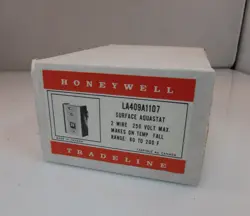 HONEYWELL
LA409A1107
SURFACE AQUASTAT
2 WIRE 250 VOLT MAX.
MAKES ON TEMP FALL
RANGE: 60 TO 200 F
TRADELINE